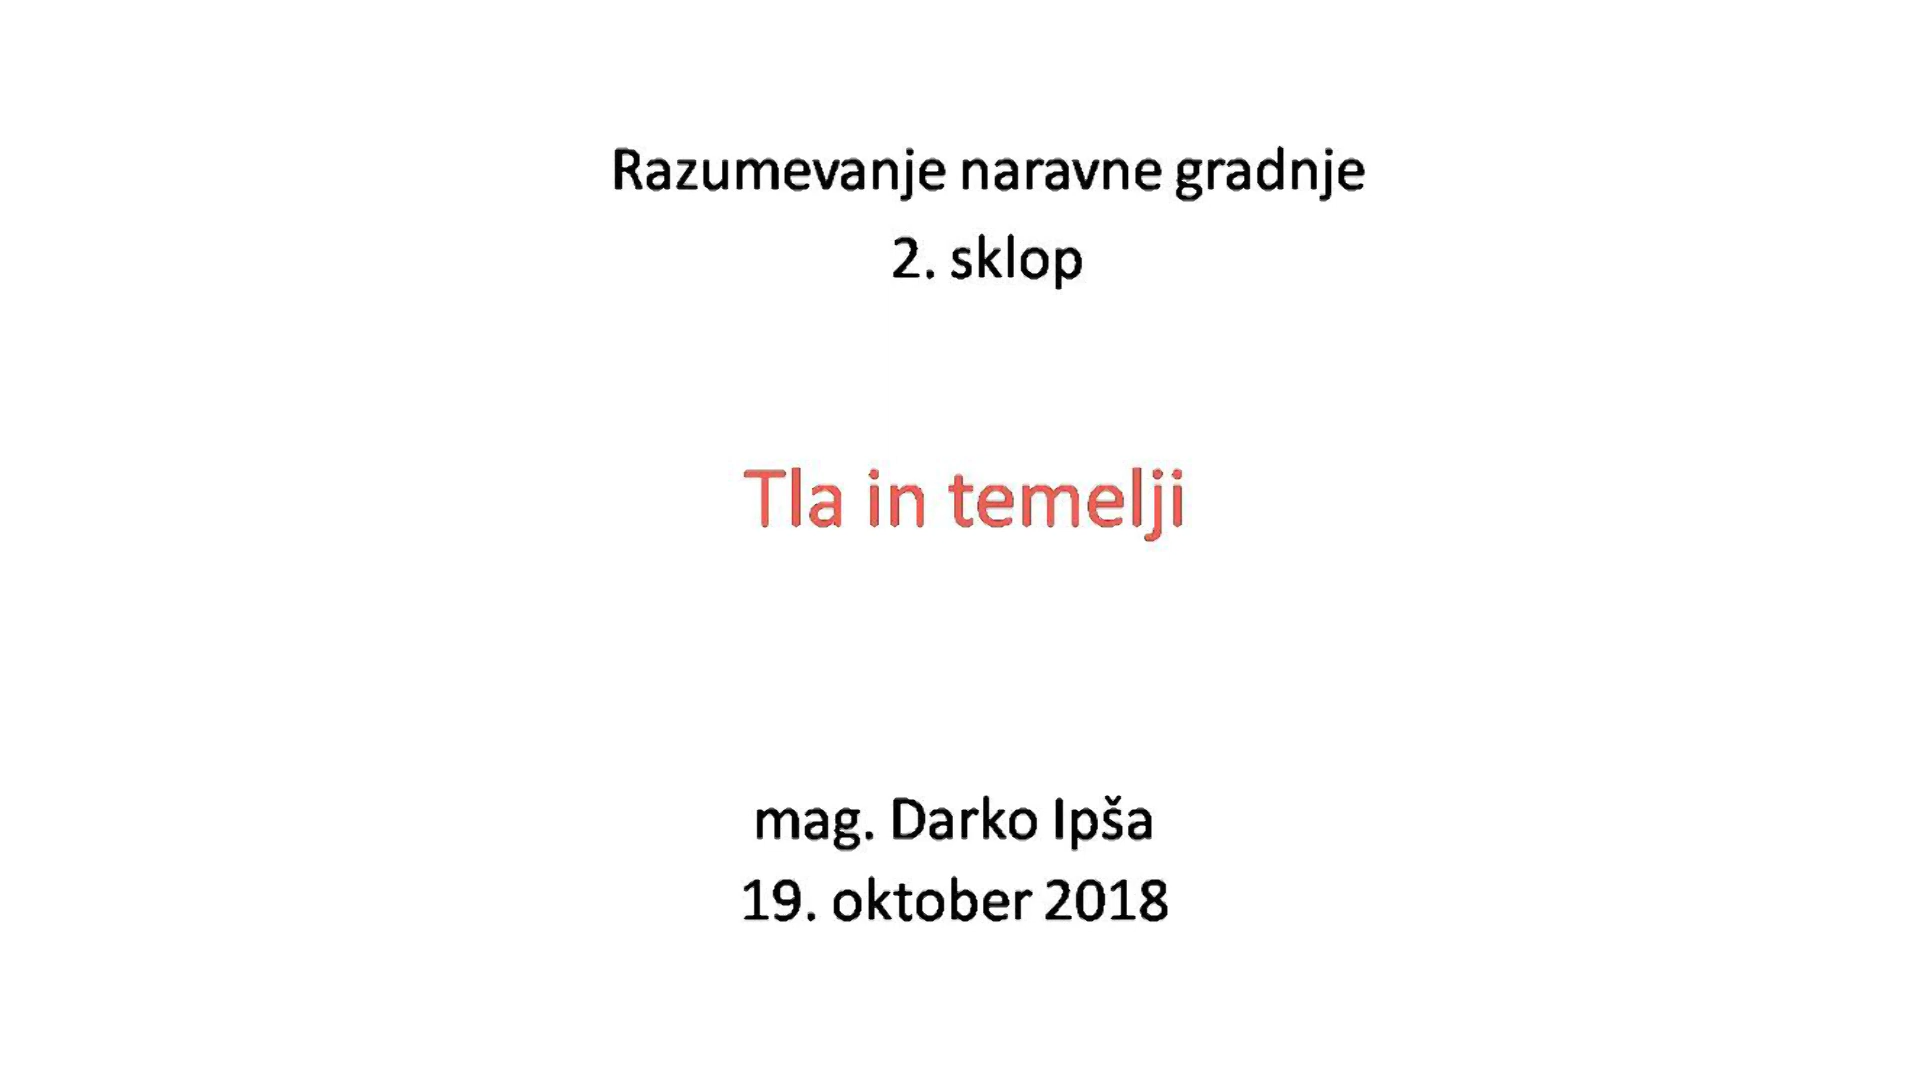 Razumevanje naravne gradnje
2. sklop
Tla in temelji
mag. Darko Ipša
19. oktober 2018